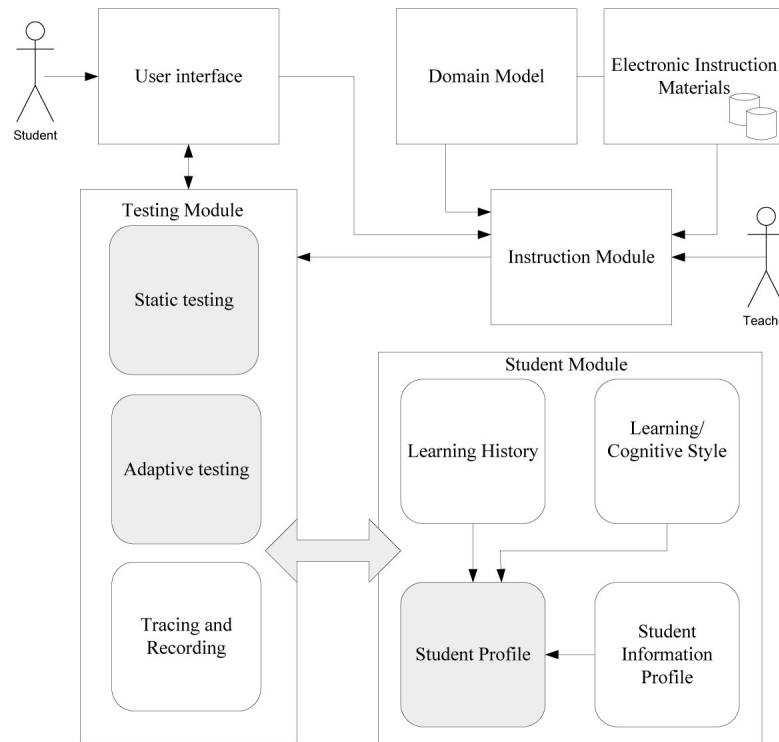 User interface
Domain Model
Electronic Instruction
Materials
Student
Testing Module
Static testing
Instruction Module
Teache
Student Module
Adaptive testing
Learning History
Learning/
Cognitive Style
Tracing and
Recording
Student Profile
Student
Information
Profile